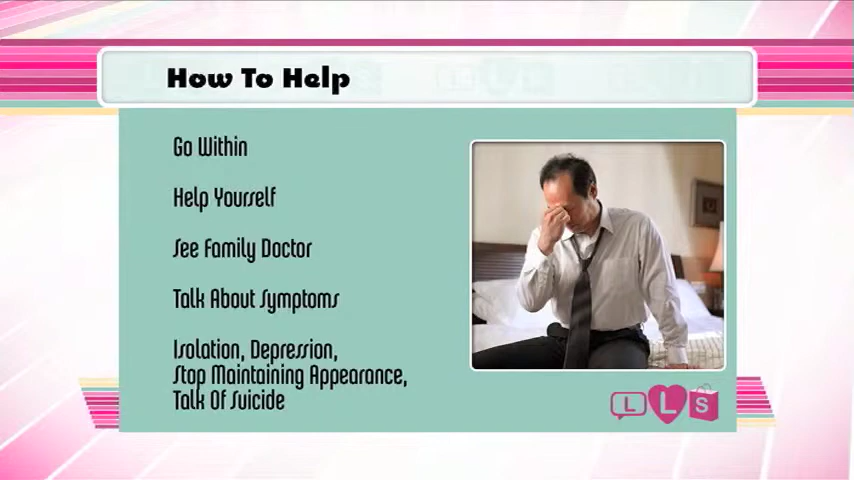 How To Help
Go Within
Help Yourself
See Family Doctor
Talk About Symptoms
Isolation, Depression,
Stop Maintaining Appearance,
Talk Of Suicide
L L S